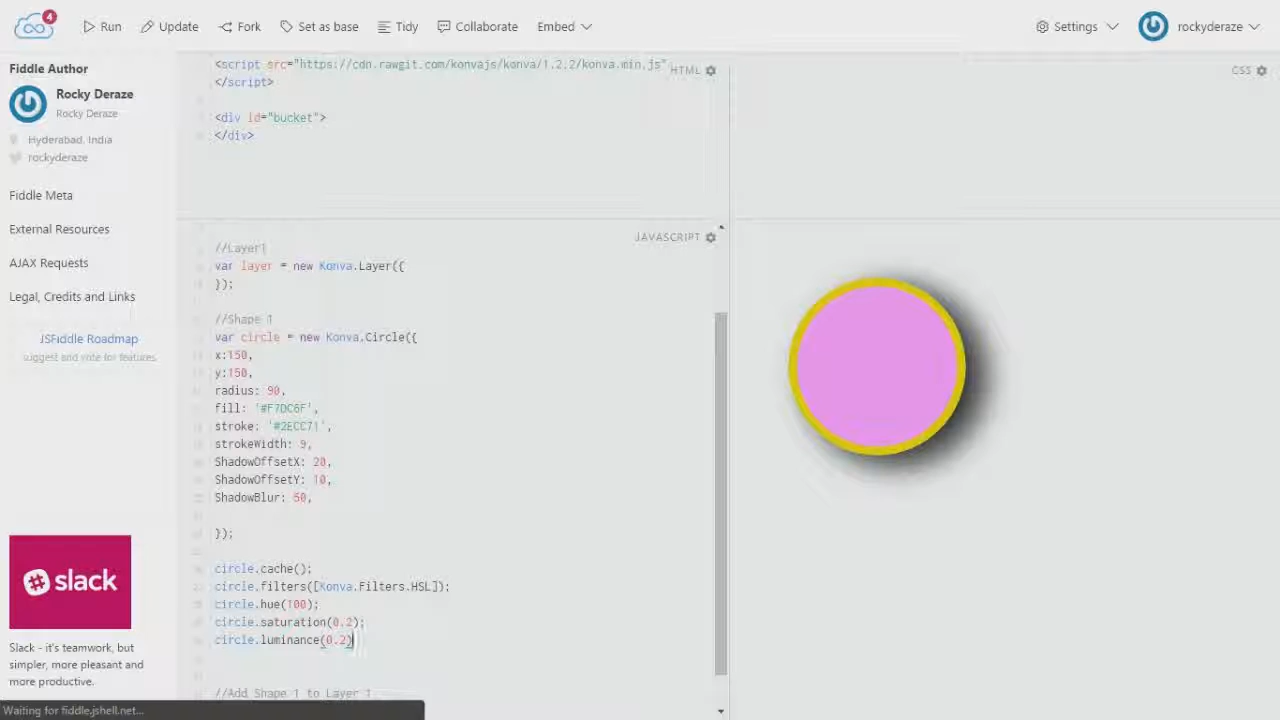 4
Run
Update
Fork
Set as base
Tidy
Collaborate
Embed
Settings
rockyderaze
Fiddle Author
Rocky Deraze
Rocky Deraze
Hyderabad, India
rockyderaze
Fiddle Meta
External Resources
AJAX Requests
Legal, Credits and Links
JSFiddle Roadmap
suggest and vote for features
slack
Slack - it's teamwork, but
simpler, more pleasant and
more productive.
Waiting for fiddle.jshell.net...
HTML
<script src="https://cdn.rawgit.com/konvajs/konva/1.2.2/konva.min.js"
</script>
<div id="bucket">
</div>
CSS
JAVASCRIPT
//Layer1
var layer = new Konva.Layer({
});
//Shape 1
var circle = new Konva.Circle({
x:150,
y:150,
radius: 90,
fill: '#F7DC6F',
stroke: '#2ECC71',
strokeWidth: 9,
ShadowOffsetX: 20,
ShadowOffsetY: 10,
ShadowBlur: 50,
});
circle.cache();
circle.filters([Konva.Filters.HSL]);
circle.hue(100);
circle.saturation(0.2);
circle.luminance(0.2)
//Add Shape 1 to Layer 1